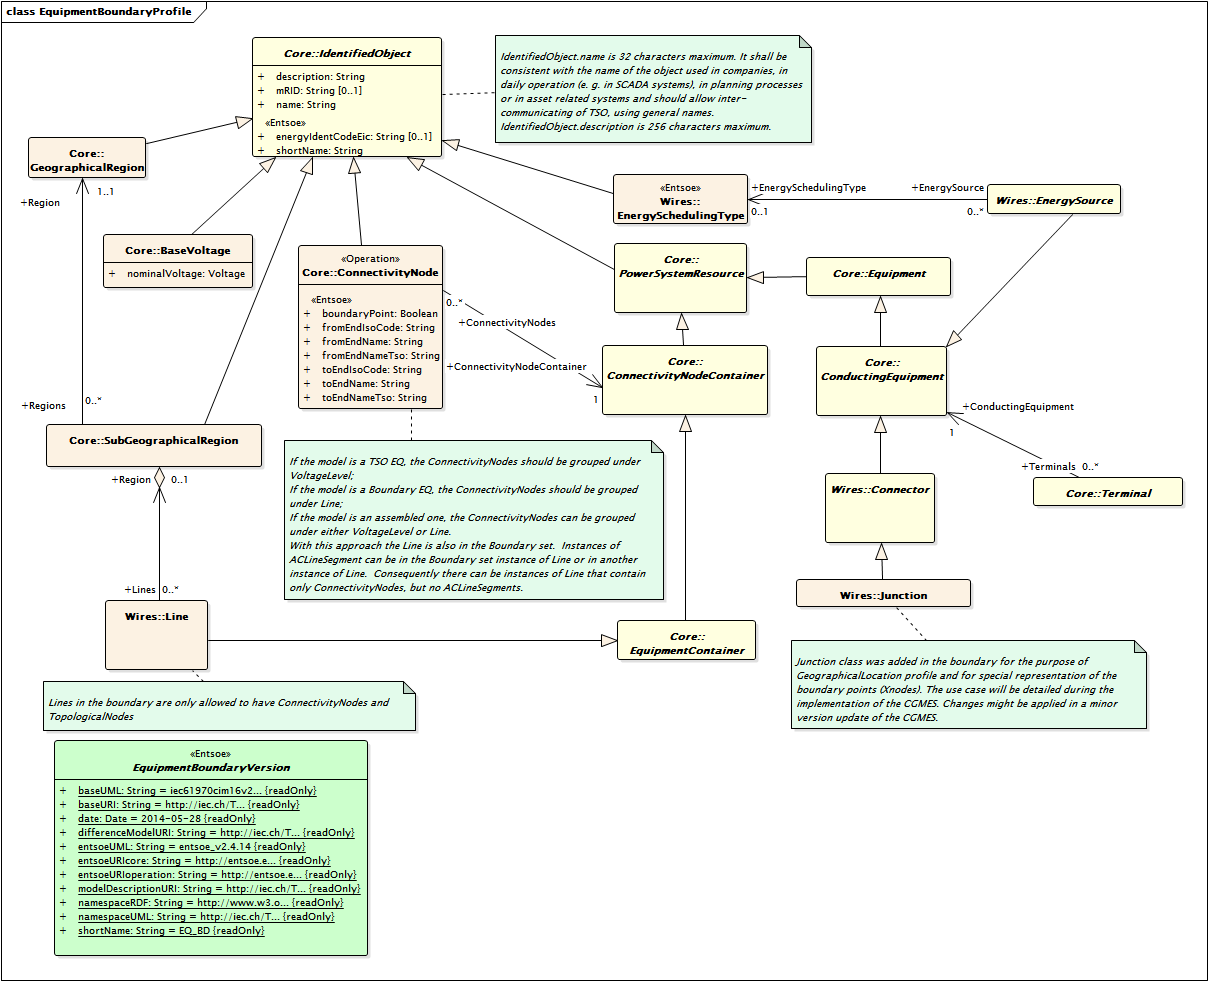 class EquipmentBoundaryProfile
Core::IdentifiedObject
+ description: String
+ mRID: String [0..1]
+ name: String
«Entsoe»
+ energyIdentCodeEic: String [0..1]
+ shortName: String
IdentifiedObject.name is 32 characters maximum. It shall be
consistent with the name of the object used in companies, in
daily operation (e. g. in SCADA systems), in planning processes
or in asset related systems and should allow inter-
communicating of TSO, using general names.
IdentifiedObject.description is 256 characters maximum.
Core::
GeographicalRegion
+Region
1..1
«Entsoe»
Wires::
EnergySchedulingType
+EnergySchedulingType
0..1
+EnergySource
0..*
Wires::EnergySource
Core::BaseVoltage
+ nominalVoltage: Voltage
«Operation»
Core::ConnectivityNode
«Entsoe»
+ boundaryPoint: Boolean
+ fromEndIsoCode: String
+ fromEndName: String
+ fromEndNameTso: String
+ toEndIsoCode: String
+ toEndName: String
+ toEndNameTso: String
Core::
PowerSystemResource
Core::Equipment
0..*
+ConnectivityNodes
+ConnectivityNodeContainer
1
Core::
ConnectivityNodeContainer
Core::
ConductingEquipment
+ConductingEquipment
1
+Regions
0..*
Core::SubGeographicalRegion
+Region
0..1
If the model is a TSO EQ, the ConnectivityNodes should be grouped under
VoltageLevel;
If the model is a Boundary EQ, the ConnectivityNodes should be grouped
under Line;
If the model is an assembled one, the ConnectivityNodes can be grouped
under either VoltageLevel or Line.
With this approach the Line is also in the Boundary set.  Instances of
ACLineSegment can be in the Boundary set instance of Line or in another
instance of Line.  Consequently there can be instances of Line that contain
only ConnectivityNodes, but no ACLineSegments.
+Terminals 0..*
Core::Terminal
Wires::Connector
Wires::Junction
+Lines 0..*
Wires::Line
Core::
EquipmentContainer
Junction class was added in the boundary for the purpose of
GeographicalLocation profile and for special representation of the
boundary points (Xnodes). The use case will be detailed during the
implementation of the CGMES. Changes might be applied in a minor
version update of the CGMES.
Lines in the boundary are only allowed to have ConnectivityNodes and
TopologicalNodes
«Entsoe»
EquipmentBoundaryVersion
+ baseUML: String = iec61970cim16v2... {readOnly}
+ baseURI: String = http://iec.ch/T... {readOnly}
+ date: Date = 2014-05-28 {readOnly}
+ differenceModelURI: String = http://iec.ch/T... {readOnly}
+ entsoeUML: String = entsoe_v2.4.14 {readOnly}
+ entsoeURIcore: String = http://entsoe.e... {readOnly}
+ entsoeURIoperation: String = http://entsoe.e... {readOnly}
+ modelDescriptionURI: String = http://iec.ch/T... {readOnly}
+ namespaceRDF: String = http://www.w3.o... {readOnly}
+ namespaceUML: String = http://iec.ch/T... {readOnly}
+ shortName: String = EQ_BD {readOnly}